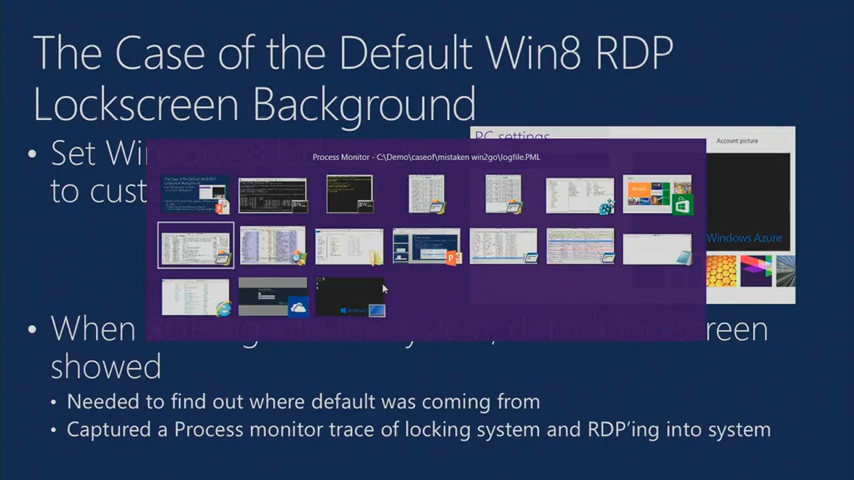 The Case of the Default Win8 RDP
Lockscreen Background
PC settings
Account picture
• Set Win
Process Monitor - C:\Demo\caseof\mistaken win2go\logfile.PML
to cust
Windows Azure
• When
reen
showed
• Needed to find out where default was coming from
• Captured a Process monitor trace of locking system and RDP'ing into system